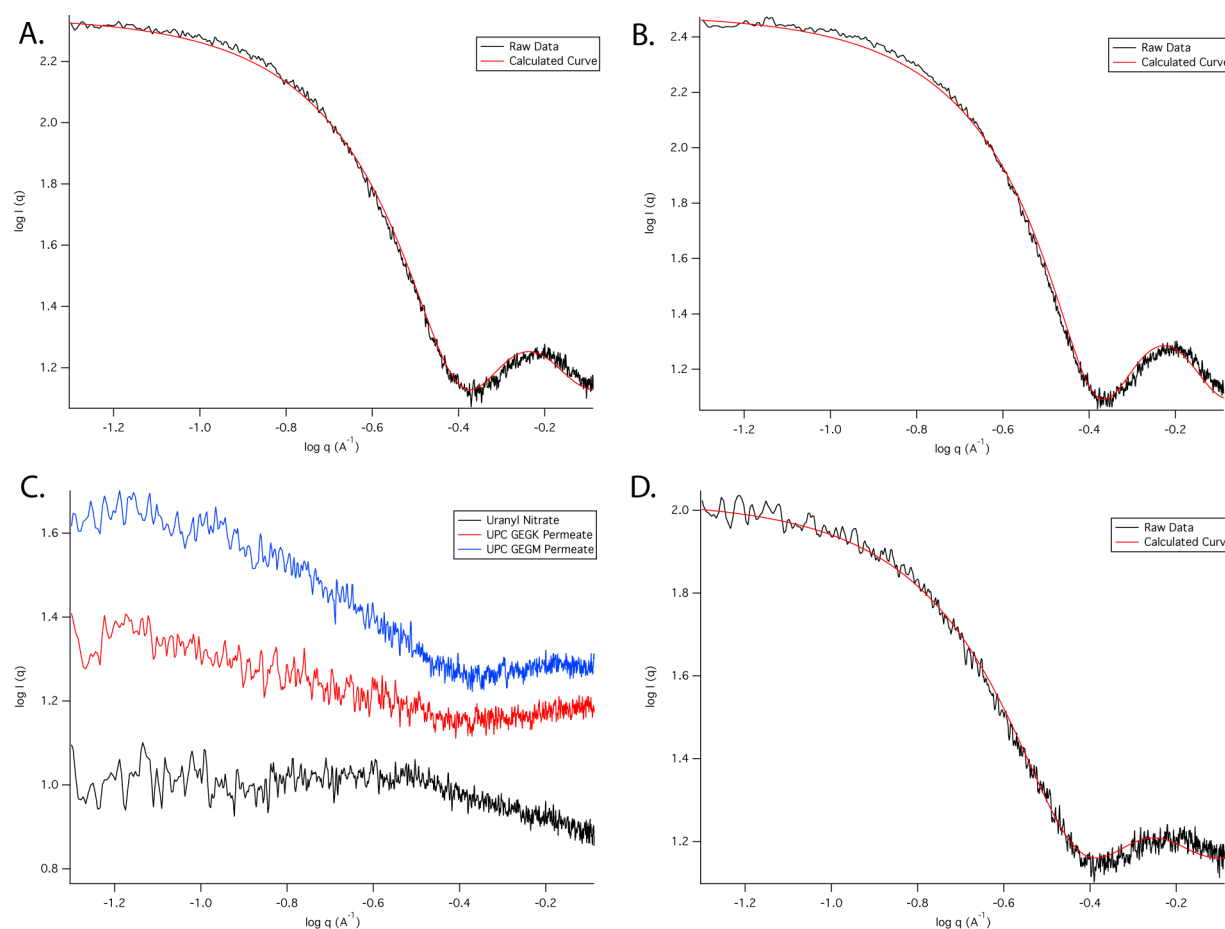 A.
Raw Data
Calculated Curve
2.2
2.0
1.8
1.6
1.4
1.2
log I (q)
-1.2
-1.0
-0.8
-0.6
-0.4
-0.2
log q (A⁻¹)
B.
Raw Data
Calculated Curve
2.4
2.2
2.0
1.8
1.6
1.4
1.2
log I (q)
-1.2
-1.0
-0.8
-0.6
-0.4
-0.2
log q (A⁻¹)
C.
Uranyl Nitrate
UPC GEGK Permeate
UPC GEGM Permeate
1.6
1.4
1.2
1.0
0.8
log I (q)
-1.2
-1.0
-0.8
-0.6
-0.4
-0.2
log q (A⁻¹)
D.
Raw Data
Calculated Curve
2.0
1.8
1.6
1.4
1.2
log I (q)
-1.2
-1.0
-0.8
-0.6
-0.4
-0.2
log q (A⁻¹)